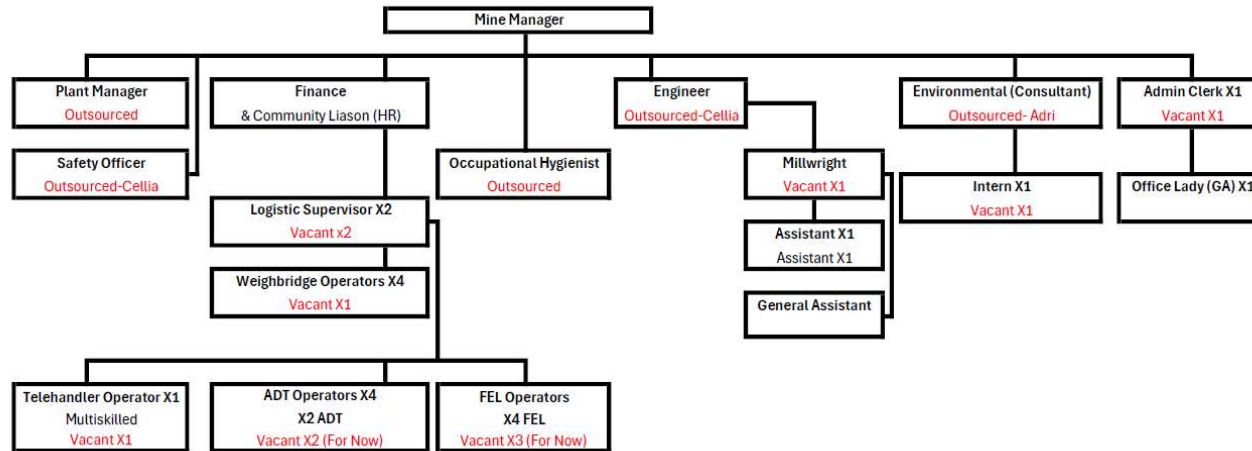 Mine Manager
Plant Manager
Outsourced
Finance
& Community Liason (HR)
Engineer
Outsourced-Cellia
Environmental (Consultant)
Outsourced- Adri
Admin Clerk X1
Vacant X1
Safety Officer
Outsourced-Cellia
Occupational Hygienist
Outsourced
Millwright
Vacant X1
Intern X1
Vacant X1
Office Lady (GA) X1
Logistic Supervisor X2
Vacant x2
Assistant X1
Assistant X1
Weighbridge Operators X4
Vacant X1
General Assistant
Telehandler Operator X1
Multiskilled
Vacant X1
ADT Operators X4
X2 ADT
Vacant X2 (For Now)
FEL Operators
X4 FEL
Vacant X3 (For Now)